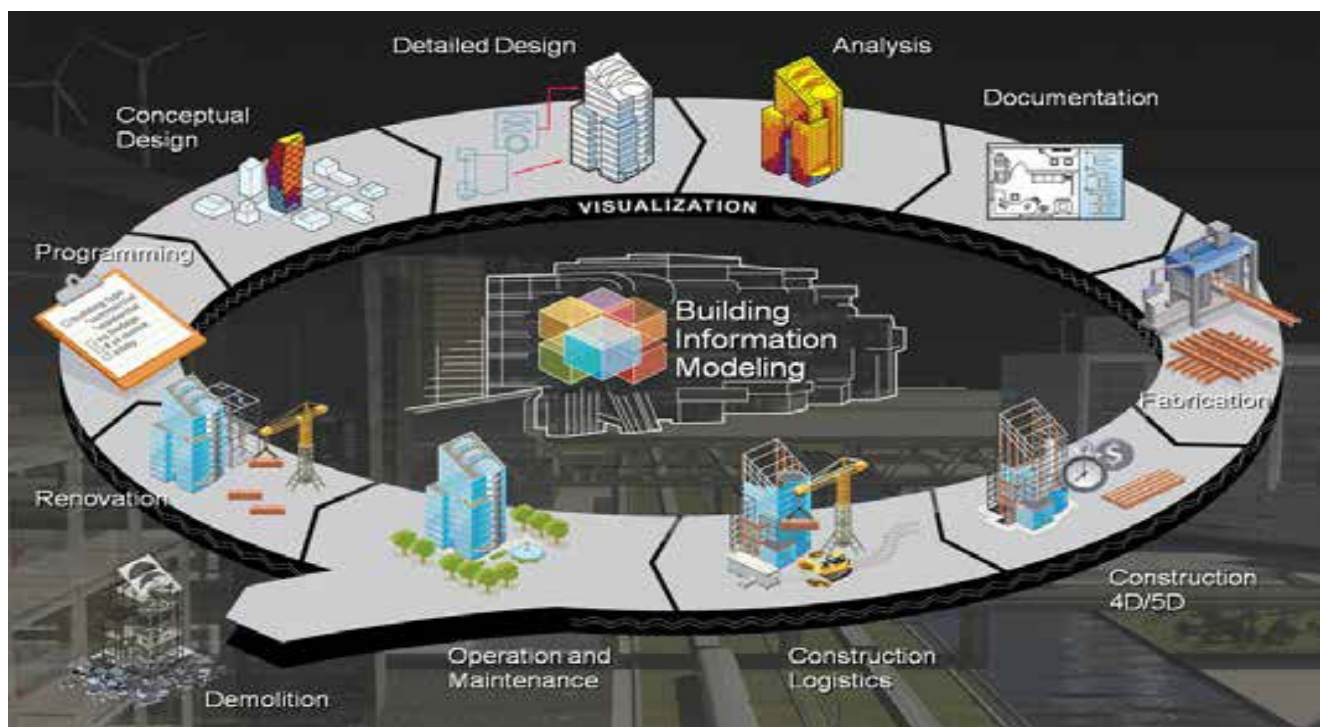 Detailed Design
Analysis
Conceptual
Design
Documentation
VISUALIZATION
Programming
Building
Information
Modeling
Fabrication
Renovation
Construction
4D/5D
Operation and
Maintenance
Construction
Logistics
Demolition